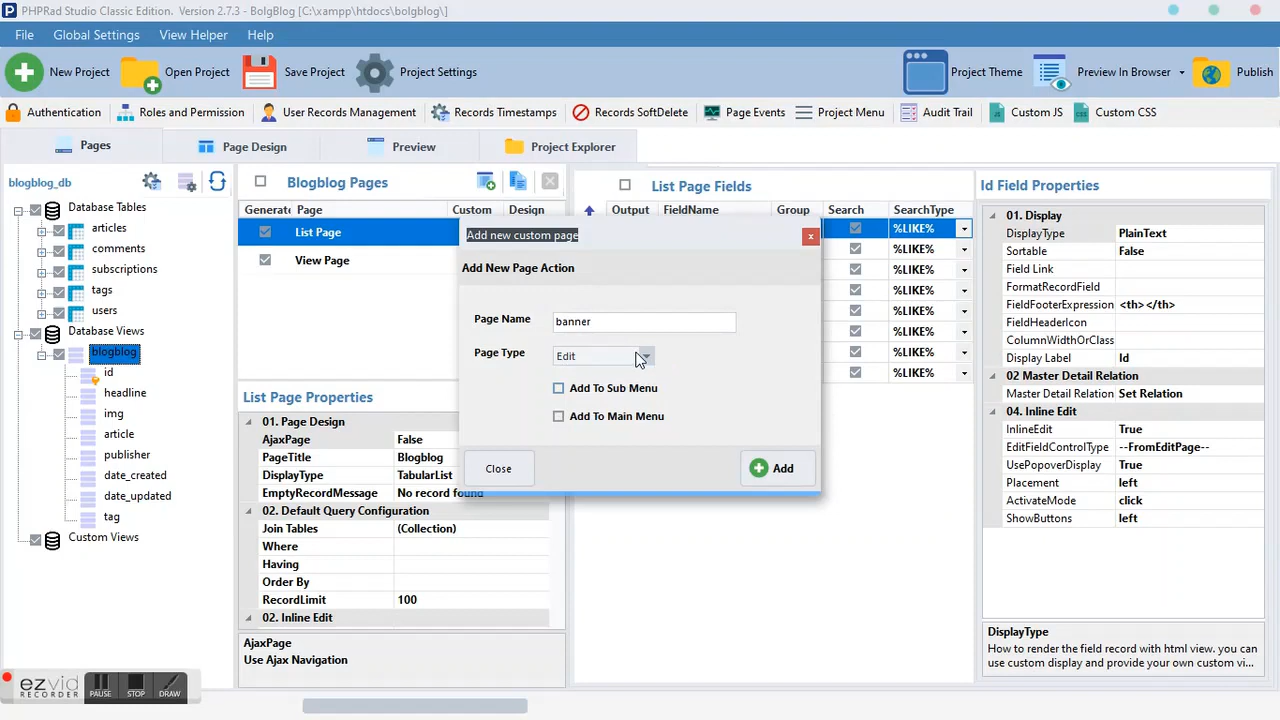 PHPRad Studio Classic Edition. Version 2.7.3 - BolgBlog [C:\xampp\htdocs\bolgblog\]
File Global Settings View Helper Help
New Project Open Project Save Project Project Settings Project Theme Preview In Browser Publish
Authentication Roles and Permission User Records Management Records Timestamps Records SoftDelete Page Events Project Menu Audit Trail Custom JS Custom CSS
Pages Page Design Preview Project Explorer
blogblog_db
Database Tables
articles
comments
subscriptions
tags
users
Database Views
blogblog
id
headline
img
article
publisher
date_created
date_updated
tag
Custom Views
Blogblog Pages
Generate Page Custom Design
List Page
View Page
List Page Properties
01. Page Design
AjaxPage False
PageTitle Blogblog
DisplayType TabularList
EmptyRecordMessage No record found
02. Default Query Configuration
Join Tables (Collection)
Where
Having
Order By
RecordLimit 100
02. Inline Edit
AjaxPage
Use Ajax Navigation
List Page Fields
Output FieldName Group Search SearchType
%LIKE%
%LIKE%
%LIKE%
%LIKE%
%LIKE%
%LIKE%
%LIKE%
%LIKE%
Add new custom page
x
Add New Page Action
Page Name banner
Page Type Edit
Add To Sub Menu
Add To Main Menu
Close Add
Id Field Properties
01. Display
DisplayType PlainText
Sortable False
Field Link
FormatRecordField
FieldFooterExpression <th></th>
FieldHeaderIcon
ColumnWidthOrClass
Display Label Id
02 Master Detail Relation
Master Detail Relation Set Relation
04. Inline Edit
InlineEdit True
EditFieldControlType --FromEditPage--
UsePopoverDisplay True
Placement left
ActivateMode click
ShowButtons left
DisplayType
How to render the field record with html view. you can
use custom display and provide your own custom vi...
ezvid
RECORDER
PAUSE STOP DRAW